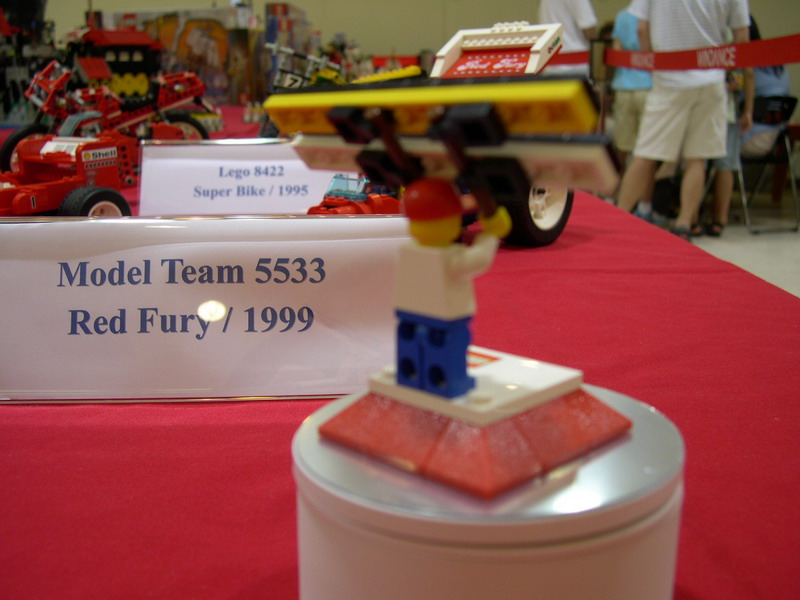 Lego 8422
Super Bike / 1995
Shell
Model Team 5533
Red Fury / 1999